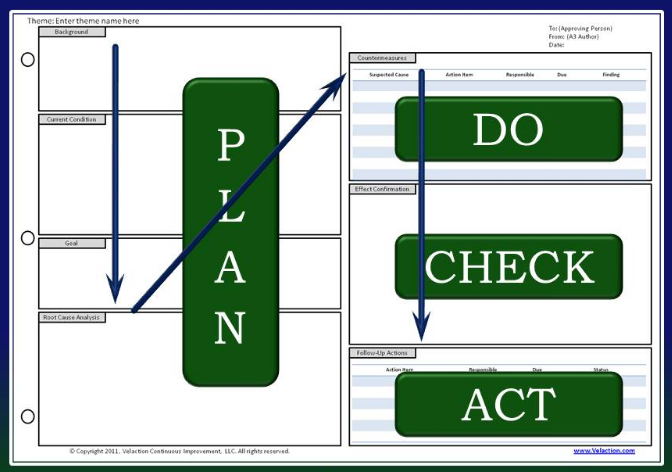 Theme: Enter theme name here
To: (Approving Person)
From: (A3 Author)
Date:
Background
Current Condition
Goal
Root Cause Analysis
P
L
A
N
Countermeasures
Suspected Cause Action Item Responsible Due Finding
DO
Effect Confirmation
CHECK
Follow-Up Actions
Action Item Responsible Due Status
ACT
© Copyright 2011, Velaction Continuous Improvement, LLC. All rights reserved.
www.Velaction.com